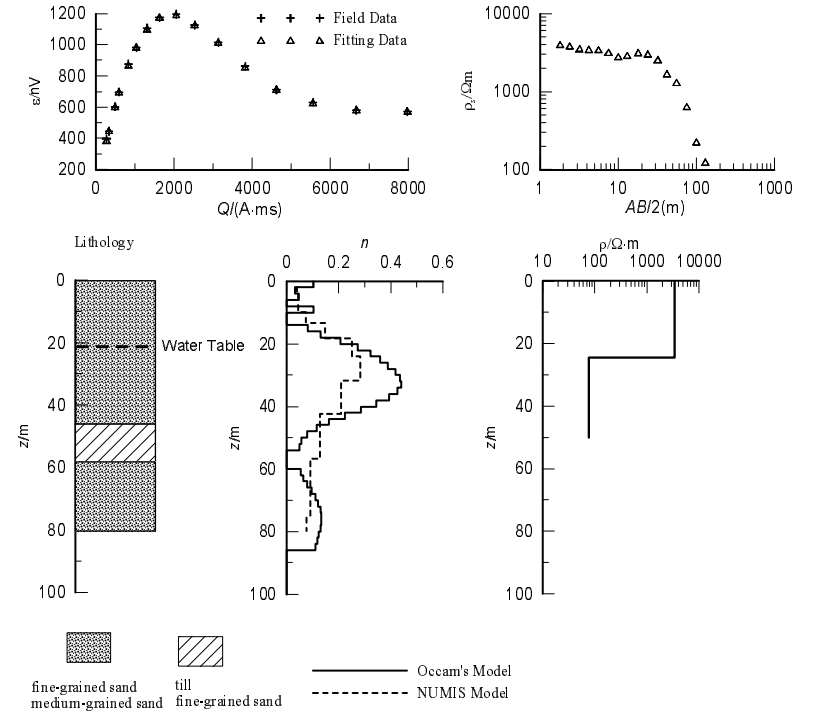 1200
1000
800
600
400
200
ε/nV
0
2000
4000
6000
8000
Q/(A·ms)
Field Data
Fitting Data
10000
1000
100
ρs/Ωm
1
10
100
1000
AB/2(m)
Lithology
0
20
40
60
80
100
z/m
Water Table
n
0
0.2
0.4
0.6
0
20
40
60
80
100
z/m
ρ/Ω·m
10
100
1000
10000
0
20
40
60
80
100
z/m
fine-grained sand
medium-grained sand
till
fine-grained sand
Occam's Model
NUMIS Model